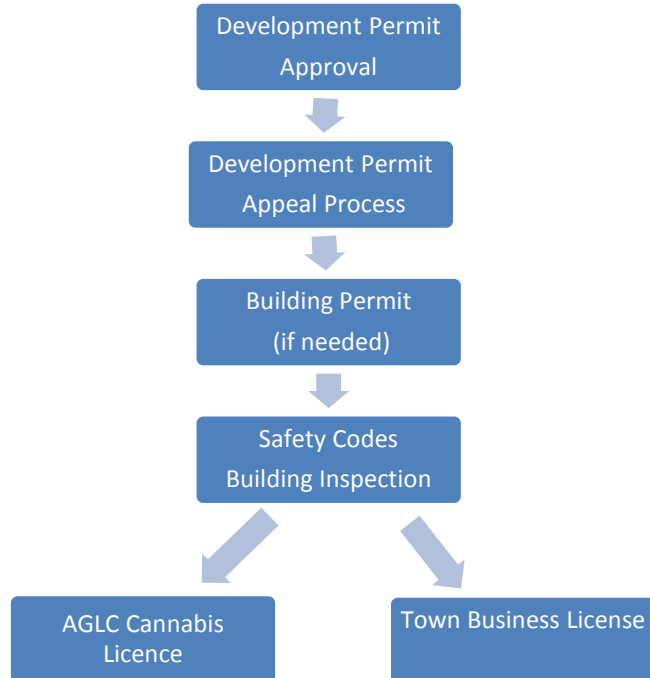 Development Permit
Approval
Development Permit
Appeal Process
Building Permit
(if needed)
Safety Codes
Building Inspection
AGLC Cannabis
Licence
Town Business License